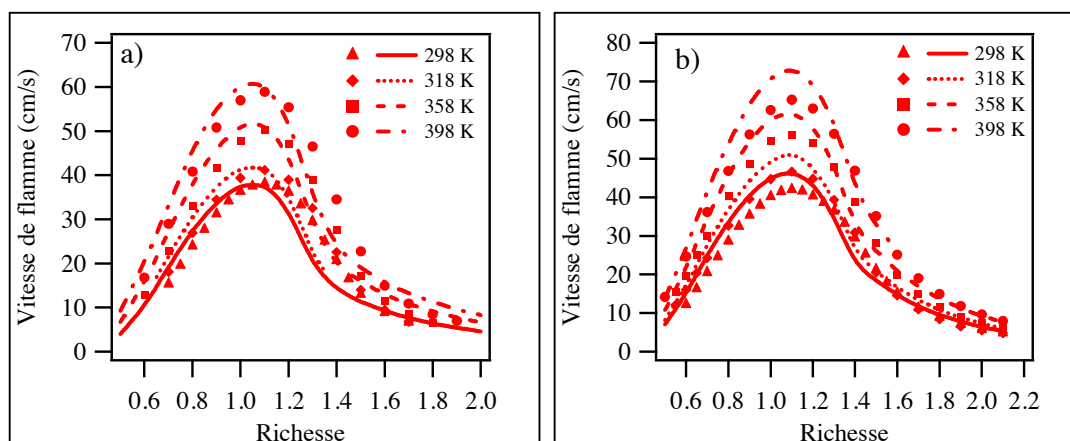 a)
70
60
50
40
30
20
10
0
Vitesse de flamme (cm/s)
298 K
318 K
358 K
398 K
0.6 0.8 1.0 1.2 1.4 1.6 1.8 2.0
Richesse
b)
80
70
60
50
40
30
20
10
0
Vitesse de flamme (cm/s)
298 K
318 K
358 K
398 K
0.6 0.8 1.0 1.2 1.4 1.6 1.8 2.0 2.2
Richesse